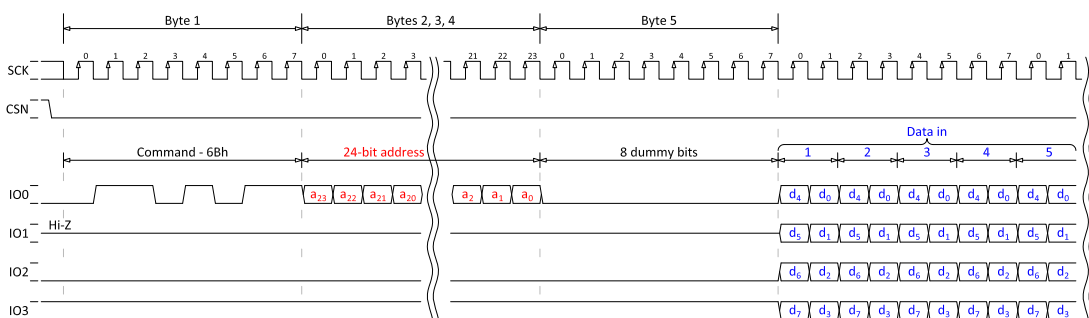 Byte 1 Bytes 2, 3, 4 Byte 5
0 1 2 3 4 5 6 7 0 1 2 3 21 22 23 0 1 2 3 4 5 6 7 0 1 2 3 4 5 6 7 0 1
SCK
CSN
Data in
Command - 6Bh 24-bit address 8 dummy bits 1 2 3 4 5
IO0 a23 a22 a21 a20 a2 a1 a0 d4 d0 d4 d0 d4 d0 d4 d0 d4 d0
Hi-Z
IO1 d5 d1 d5 d1 d5 d1 d5 d1 d5 d1
IO2 d6 d2 d6 d2 d6 d2 d6 d2 d6 d2
IO3 d7 d3 d7 d3 d7 d3 d7 d3 d7 d3